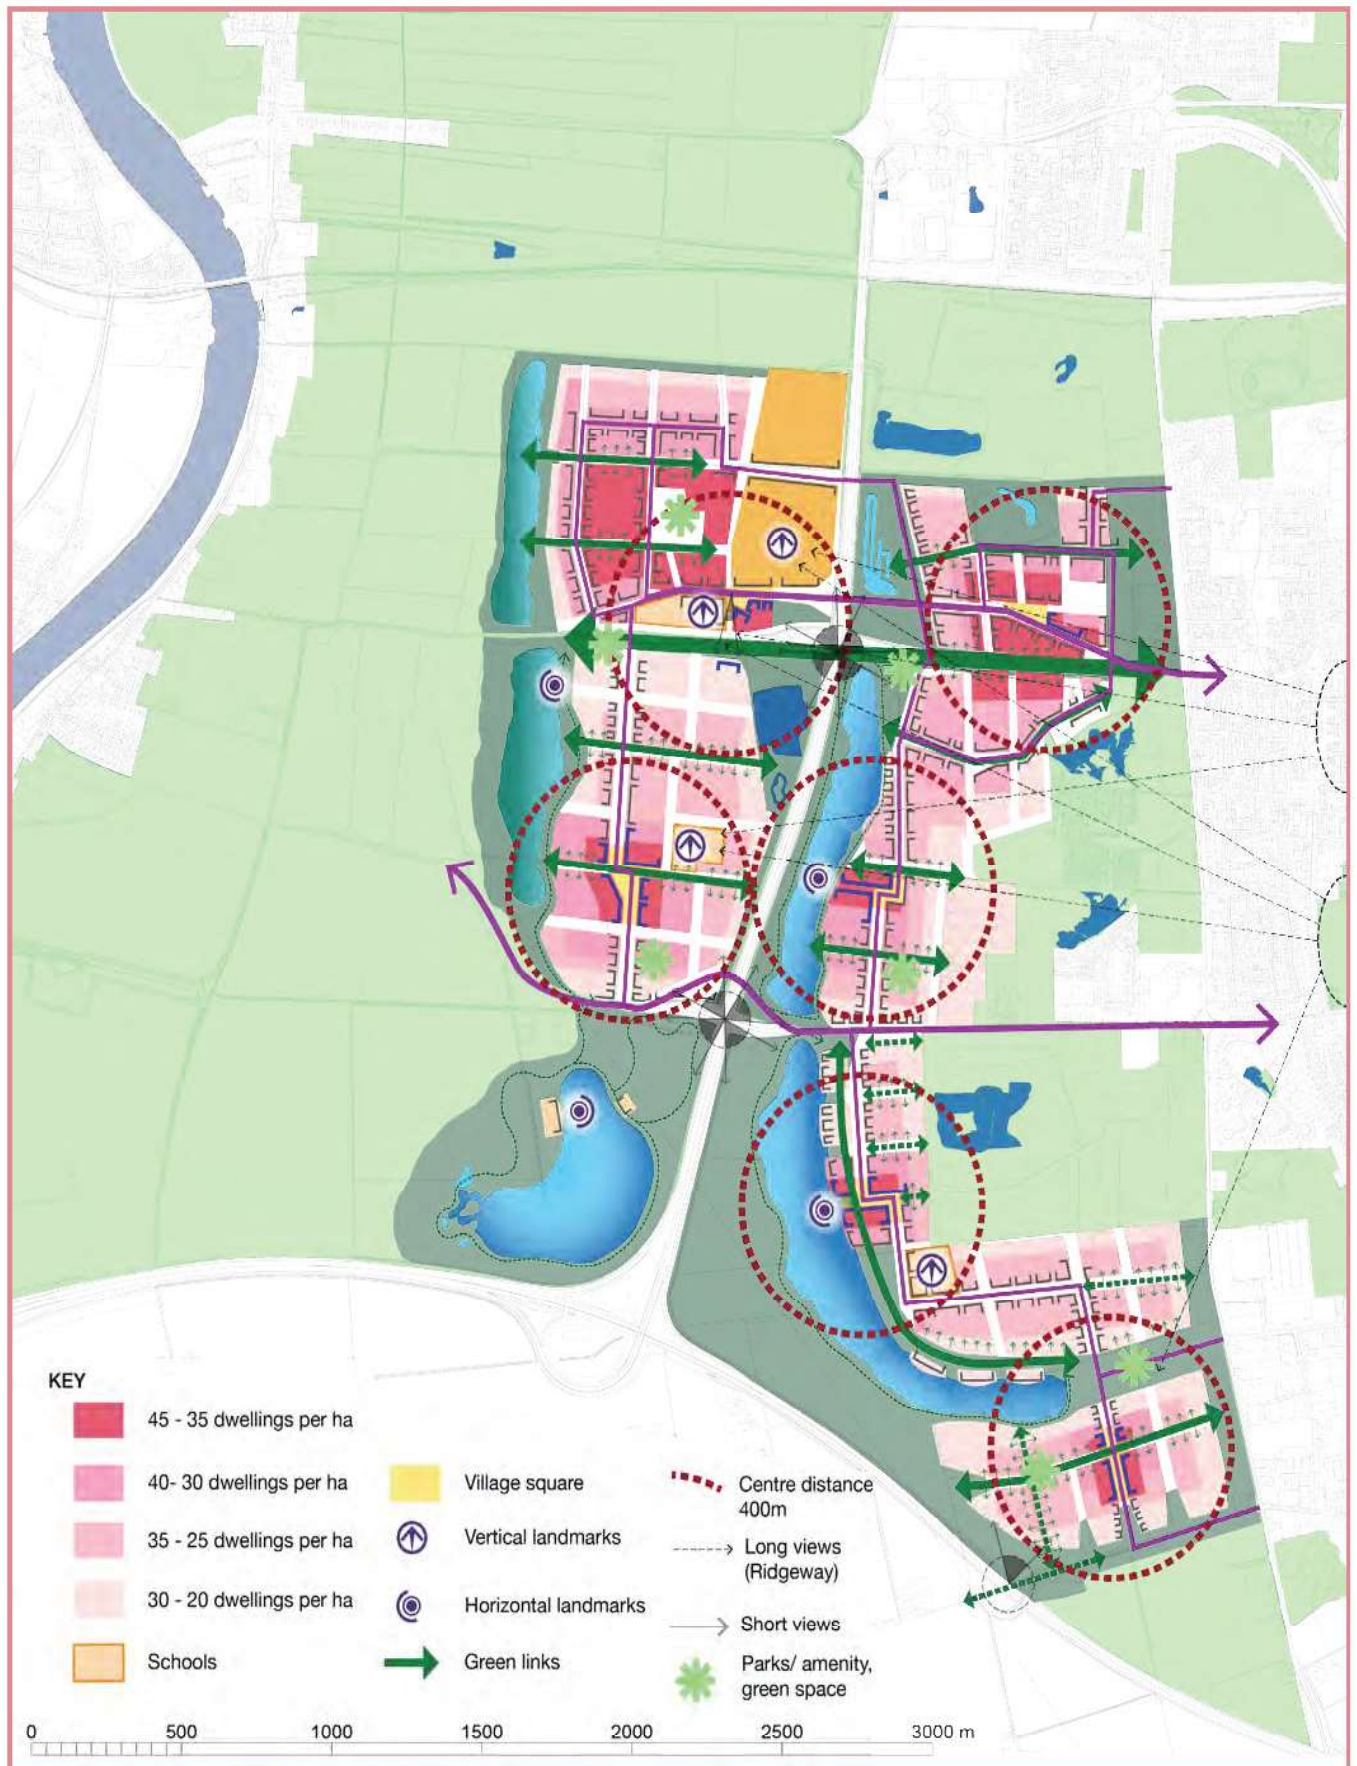 KEY
45 - 35 dwellings per ha
40- 30 dwellings per ha
35 - 25 dwellings per ha
30 - 20 dwellings per ha
Schools
Village square
Vertical landmarks
Horizontal landmarks
Green links
Centre distance
400m
Long views
(Ridgeway)
Short views
Parks/ amenity,
green space
0 500 1000 1500 2000 2500 3000 m